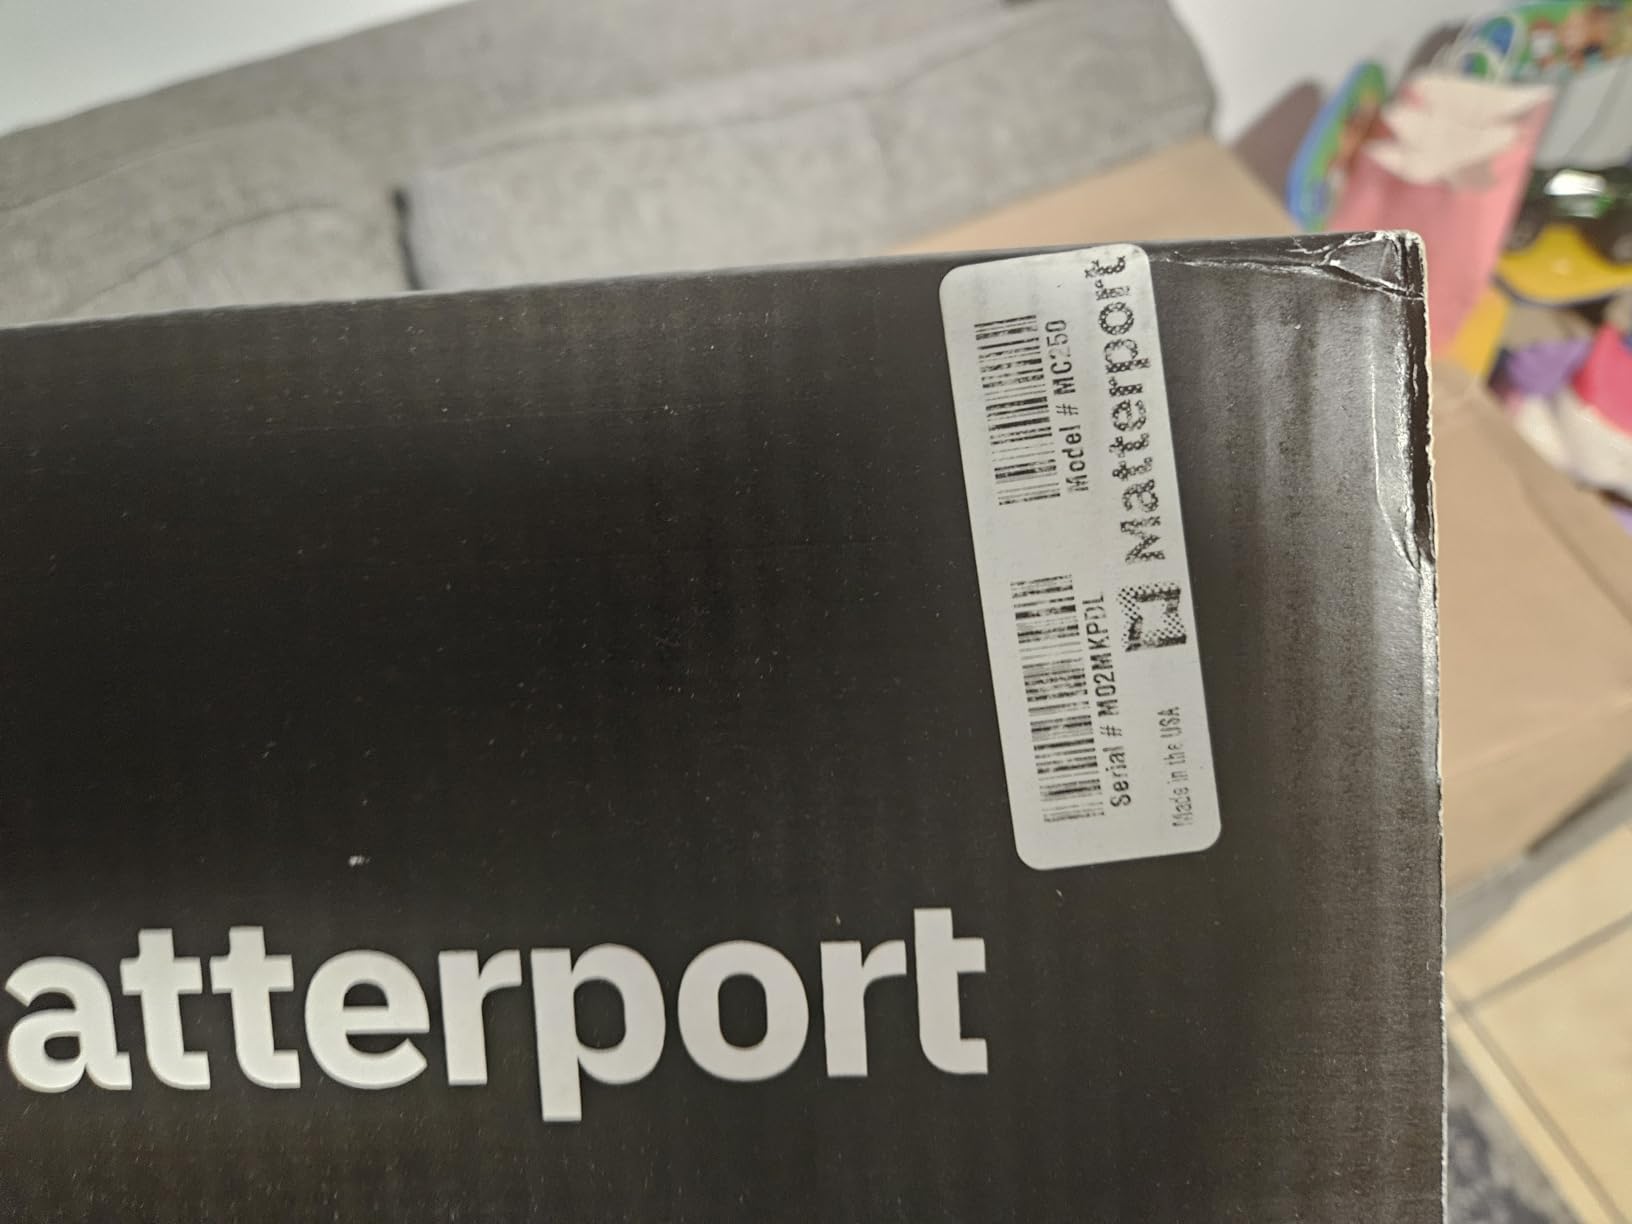 Model # MC250
Serial # M02MKPDL
Matterport
Made in the USA
atterport